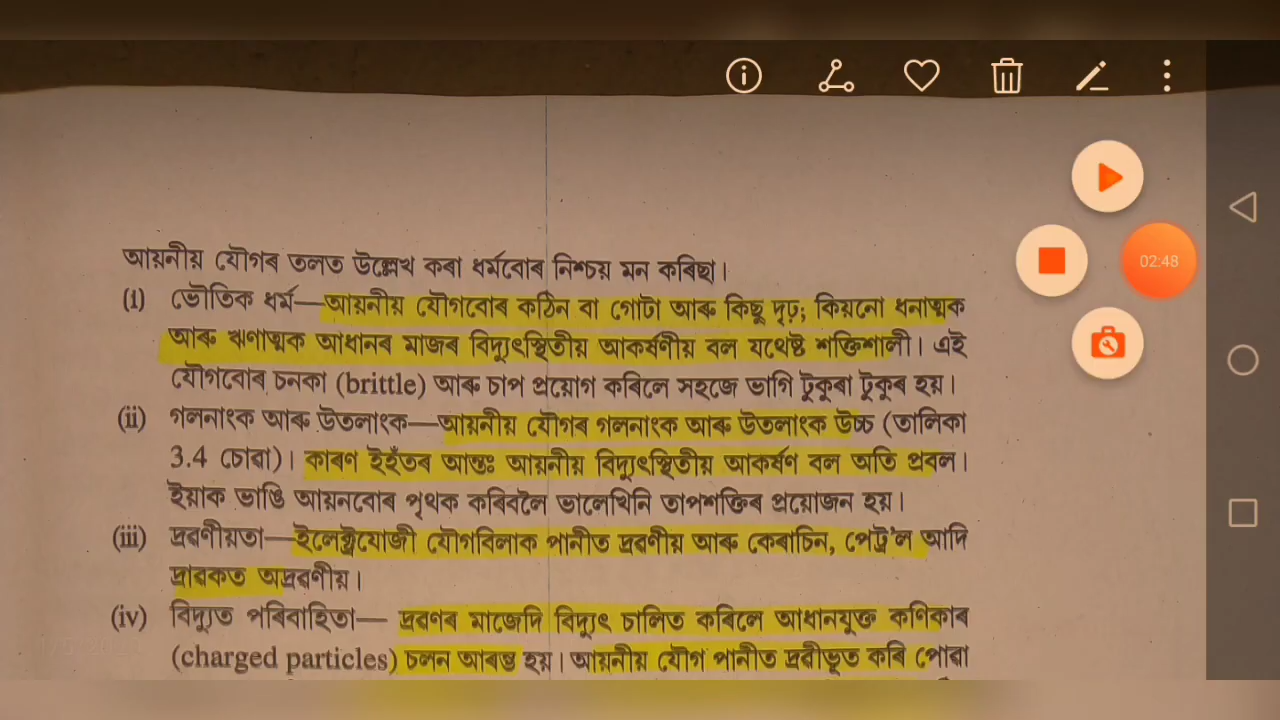 02:48
আয়নীয় যৌগৰ তলত উল্লেখ কৰা ধৰ্মবোৰ নিশ্চয় মন কৰিছা।
(i) ভৌতিক ধৰ্ম—আয়নীয় যৌগবোৰ কঠিন বা গোটা আৰু কিছু দৃঢ়; কিয়নো ধনাত্মক
আৰু ঋণাত্মক আধানৰ মাজৰ বিদ্যুৎস্থিতীয় আকৰ্ষণীয় বল যথেষ্ট শক্তিশালী। এই
যৌগবোৰ চনকা (brittle) আৰু চাপ প্ৰয়োগ কৰিলে সহজে ভাগি টুকুৰা টুকুৰ হয়।
(ii) গলনাংক আৰু উতলাংক—আয়নীয় যৌগৰ গলনাংক আৰু উতলাংক উচ্চ (তালিকা
3.4 চোৱা)। কাৰণ ইহঁতৰ আন্তঃ আয়নীয় বিদ্যুৎস্থিতীয় আকৰ্ষণ বল অতি প্ৰবল।
ইয়াক ভাঙি আয়নবোৰ পৃথক কৰিবলৈ ভালেখিনি তাপশক্তিৰ প্ৰয়োজন হয়।
(iii) দ্ৰৱণীয়তা—ইলেক্ট্ৰযোজী যৌগবিলাক পানীত দ্ৰৱণীয় আৰু কেৰাচিন, পেট্ৰ'ল আদি
দ্ৰাৱকত অদ্ৰৱণীয়।
(iv) বিদ্যুত পৰিবাহিতা— দ্ৰৱণৰ মাজেদি বিদ্যুৎ চালিত কৰিলে আধানযুক্ত কণিকাৰ
(charged particles) চলন আৰম্ভ হয়। আয়নীয় যৌগ পানীত দ্ৰৱীভূত কৰি পোৱা